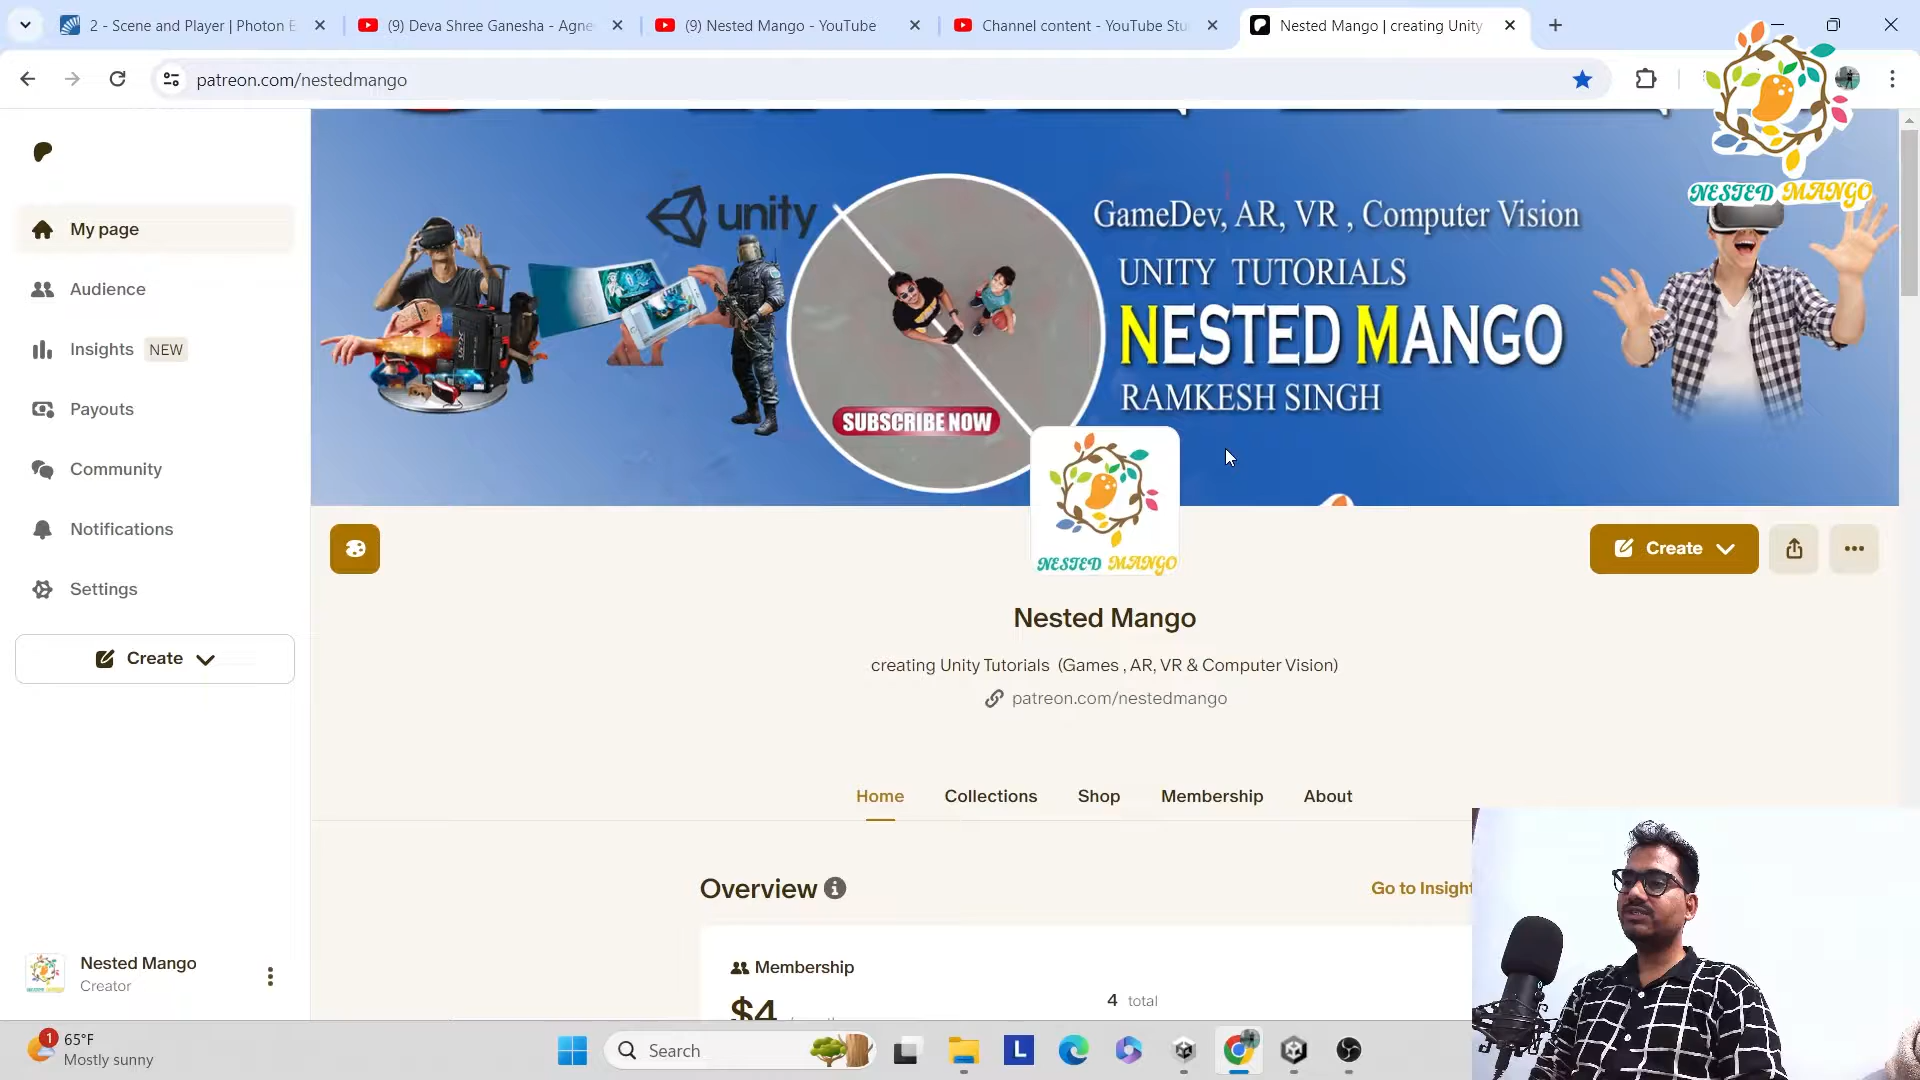 2 - Scene and Player | Photon E
(9) Deva Shree Ganesha - Agne
(9) Nested Mango - YouTube
Channel content - YouTube Stu
Nested Mango | creating Unity
patreon.com/nestedmango
NESTED MANGO
My page
Audience
Insights NEW
Payouts
Community
Notifications
Settings
Create
unity
GameDev, AR, VR , Computer Vision
UNITY TUTORIALS
NESTED MANGO
RAMKESH SINGH
SUBSCRIBE NOW
NESTED MANGO
Create
Nested Mango
creating Unity Tutorials (Games , AR, VR & Computer Vision)
patreon.com/nestedmango
Home
Collections
Shop
Membership
About
Overview
Go to Insight
Membership
$4
4 total
Nested Mango
Creator
1
65°F
Mostly sunny
Search
L